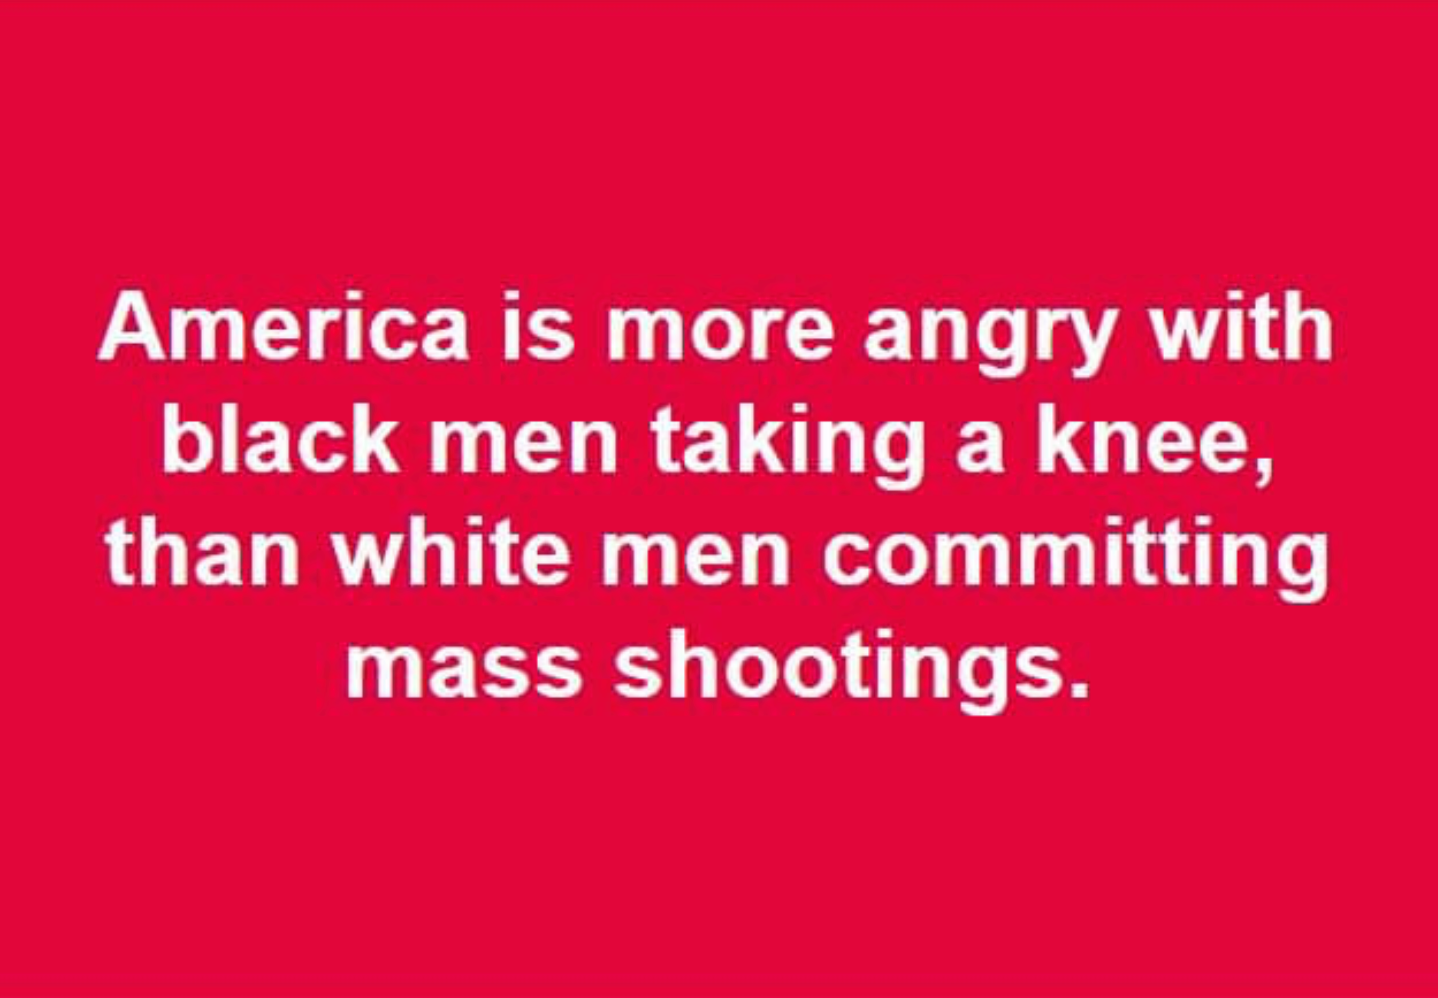 America is more angry with
black men taking a knee,
than white men committing
mass shootings.